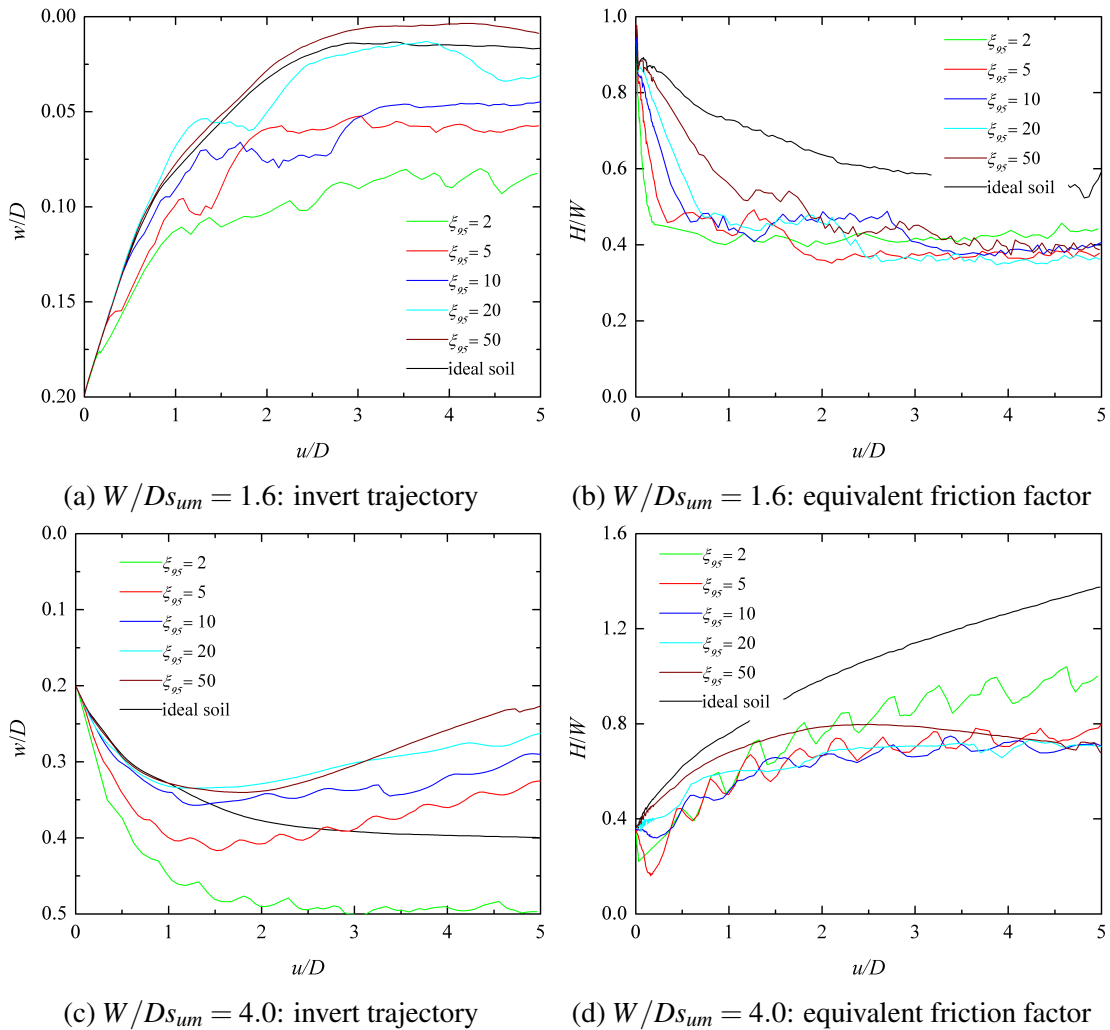 0.00
0.05
0.10
0.15
0.20
w/D
0 1 2 3 4 5
u/D
ξ95= 2
ξ95= 5
ξ95= 10
ξ95= 20
ξ95= 50
ideal soil
(a) W/Dsum = 1.6: invert trajectory
1.0
0.8
0.6
0.4
0.2
0.0
H/W
0 1 2 3 4 5
u/D
ξ95= 2
ξ95= 5
ξ95= 10
ξ95= 20
ξ95= 50
ideal soil
(b) W/Dsum = 1.6: equivalent friction factor
0.0
0.1
0.2
0.3
0.4
0.5
w/D
0 1 2 3 4 5
u/D
ξ95= 2
ξ95= 5
ξ95= 10
ξ95= 20
ξ95= 50
ideal soil
(c) W/Dsum = 4.0: invert trajectory
1.6
1.2
0.8
0.4
0.0
H/W
0 1 2 3 4 5
u/D
ξ95= 2
ξ95= 5
ξ95= 10
ξ95= 20
ξ95= 50
ideal soil
(d) W/Dsum = 4.0: equivalent friction factor